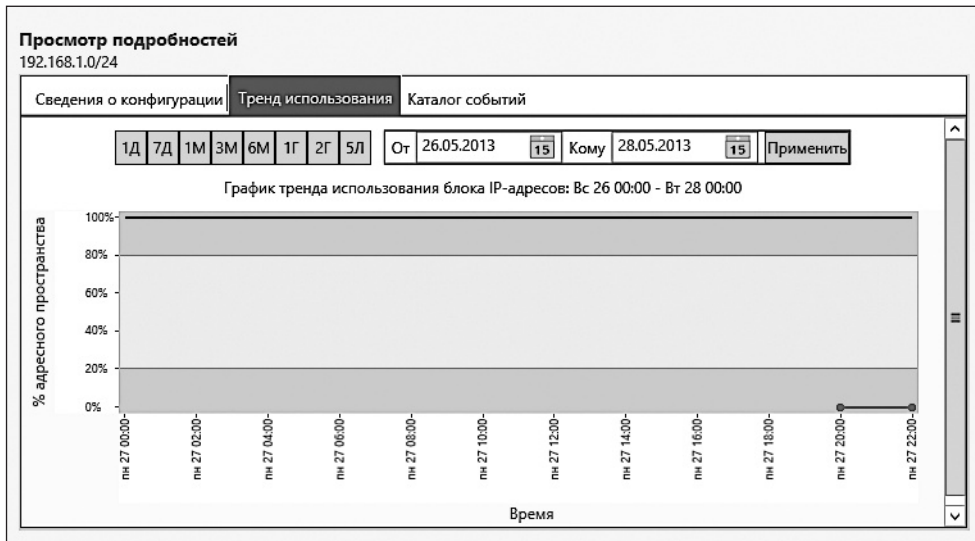 Просмотр подробностей
192.168.1.0/24
Сведения о конфигурации Тренд использования Каталог событий
1Д 7Д 1М 3М 6М 1Г 2Г 5Л От 26.05.2013 15 Кому 28.05.2013 15 Применить
График тренда использования блока IP-адресов: Вс 26 00:00 - Вт 28 00:00
% адресного пространства
100%
80%
60%
40%
20%
0%
пн 27 00:00
пн 27 02:00
пн 27 04:00
пн 27 06:00
пн 27 08:00
пн 27 10:00
пн 27 12:00
пн 27 14:00
пн 27 16:00
пн 27 18:00
пн 27 20:00
пн 27 22:00
Время